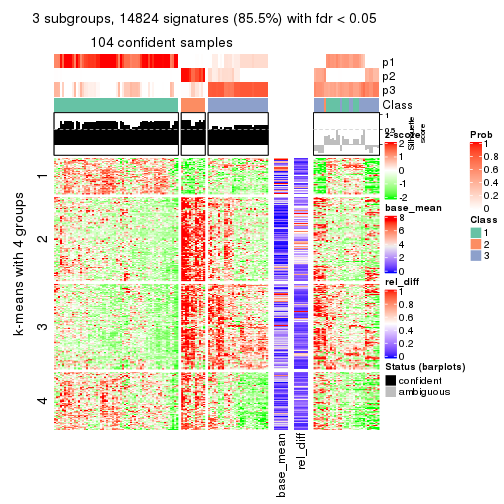 3 subgroups, 14824 signatures (85.5%) with fdr < 0.05
104 confident samples
p1
p2
p3
Class
1
0.5
Silhouette
score
k-means with 4 groups
1
2
3
4
base_mean
rel_diff
z-score
2
1
0
-1
-2
base_mean
8
6
4
2
0
rel_diff
1
0.8
0.6
0.4
0.2
0
Status (barplots)
confident
ambiguous
Prob
1
0.8
0.6
0.4
0.2
0
Class
1
2
3